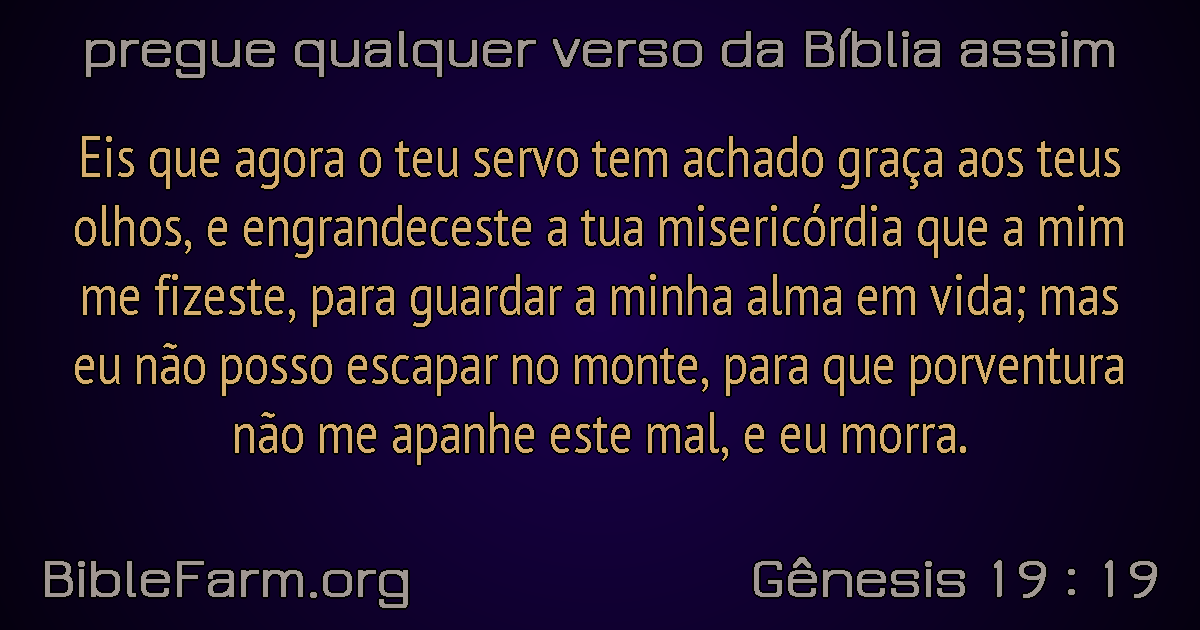 pregue qualquer verso da Bíblia assim
Eis que agora o teu servo tem achado graça aos teus
olhos, e engrandeceste a tua misericórdia que a mim
me fizeste, para guardar a minha alma em vida; mas
eu não posso escapar no monte, para que porventura
não me apanhe este mal, e eu morra.
BibleFarm.org
Gênesis 19 : 19